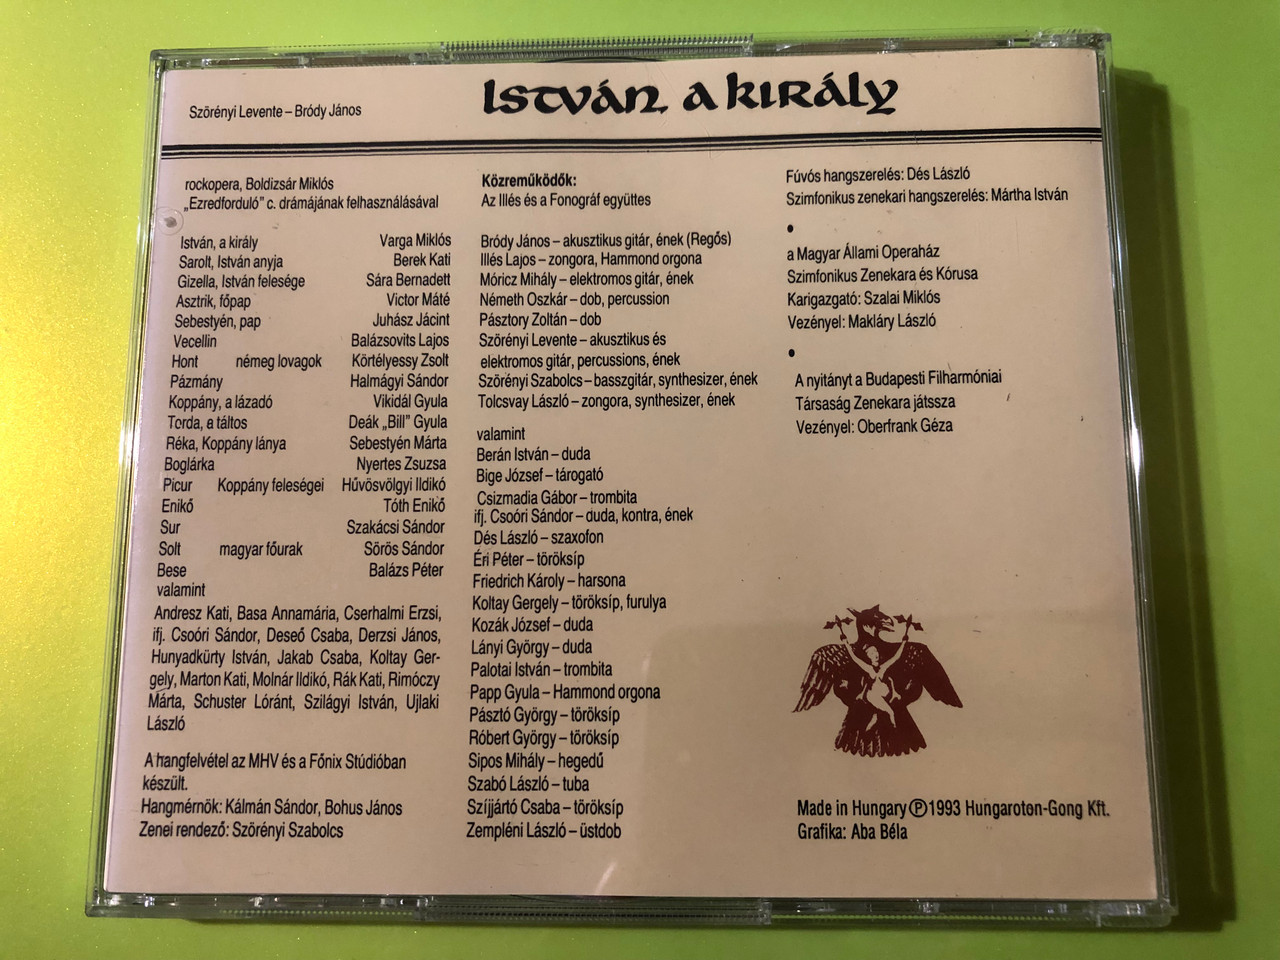 Szörényi Levente – Bródy János
István, a király
rockopera, Boldizsár Miklós
„Ezredforduló” c. drámájának felhasználásával
István, a király Varga Miklós
Sarolt, István anyja Berek Kati
Gizella, István felesége Sára Bernadett
Asztrik, főpap Victor Máté
Sebestyén, pap Juhász Jácint
Vecellin Balázsovits Lajos
Hont némeg lovagok Körtélyessy Zsolt
Pázmány Halmágyi Sándor
Koppány, a lázadó Vikidál Gyula
Torda, a táltos Deák „Bill” Gyula
Réka, Koppány lánya Sebestyén Márta
Boglárka Nyertes Zsuzsa
Picur Koppány feleségei Hűvösvölgyi Ildikó
Enikő Tóth Enikő
Sur Szakácsi Sándor
Solt magyar főurak Sörös Sándor
Bese Balázs Péter
valamint
Andresz Kati, Basa Annamária, Cserhalmi Erzsi,
ifj. Csoóri Sándor, Deseő Csaba, Derzsi János,
Hunyadkürty István, Jakab Csaba, Koltay Ger-
gely, Marton Kati, Molnár Ildikó, Rák Kati, Rimóczy
Márta, Schuster Lóránt, Szilágyi István, Ujlaki
László
A hangfelvétel az MHV és a Főnix Stúdióban
készült.
Hangmérnök: Kálmán Sándor, Bohus János
Zenei rendező: Szörényi Szabolcs
Közreműködők:
Az Illés és a Fonográf együttes
Bródy János – akusztikus gitár, ének (Regős)
Illés Lajos – zongora, Hammond orgona
Móricz Mihály – elektromos gitár, ének
Németh Oszkár – dob, percussion
Pásztory Zoltán – dob
Szörényi Levente – akusztikus és
elektromos gitár, percussions, ének
Szörényi Szabolcs – basszgitár, synthesizer, ének
Tolcsvay László – zongora, synthesizer, ének
valamint
Berán István – duda
Bige József – tárogató
Csizmadia Gábor – trombita
ifj. Csoóri Sándor – duda, kontra, ének
Dés László – szaxofon
Éri Péter – töröksíp
Friedrich Károly – harsona
Koltay Gergely – töröksíp, furulya
Kozák József – duda
Lányi György – duda
Palotai István – trombita
Papp Gyula – Hammond orgona
Pásztó György – töröksíp
Róbert György – töröksíp
Sipos Mihály – hegedű
Szabó László – tuba
Szíjjártó Csaba – töröksíp
Zempléni László – üstdob
Fúvós hangszerelés: Dés László
Szimfonikus zenekari hangszerelés: Mártha István
•
a Magyar Állami Operaház
Szimfonikus Zenekara és Kórusa
Karigazgató: Szalai Miklós
Vezényel: Makláry László
•
A nyitányt a Budapesti Filharmóniai
Társaság Zenekara játssza
Vezényel: Oberfrank Géza
Made in Hungary Ⓟ 1993 Hungaroton-Gong Kft.
Grafika: Aba Béla